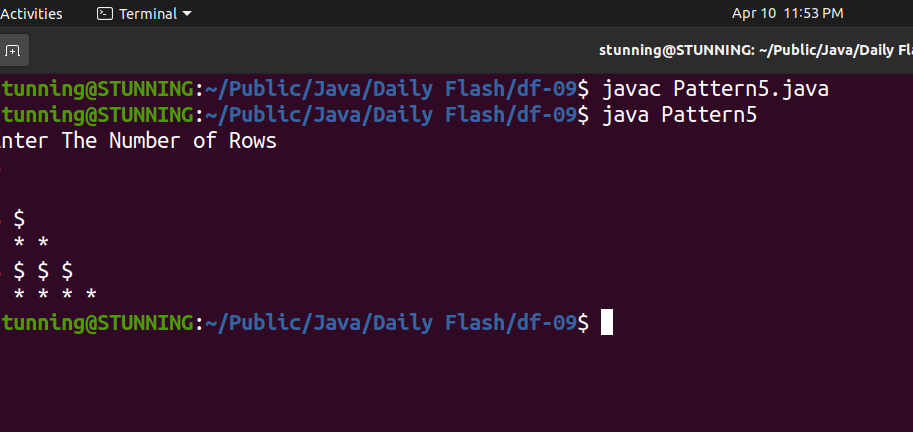 Activities Terminal Apr 10 11:53 PM
stunning@STUNNING: ~/Public/Java/Daily Fl
tunning@STUNNING:~/Public/Java/Daily Flash/df-09$ javac Pattern5.java
tunning@STUNNING:~/Public/Java/Daily Flash/df-09$ java Pattern5
nter The Number of Rows
$
* *
$ $ $
* * * *
tunning@STUNNING:~/Public/Java/Daily Flash/df-09$